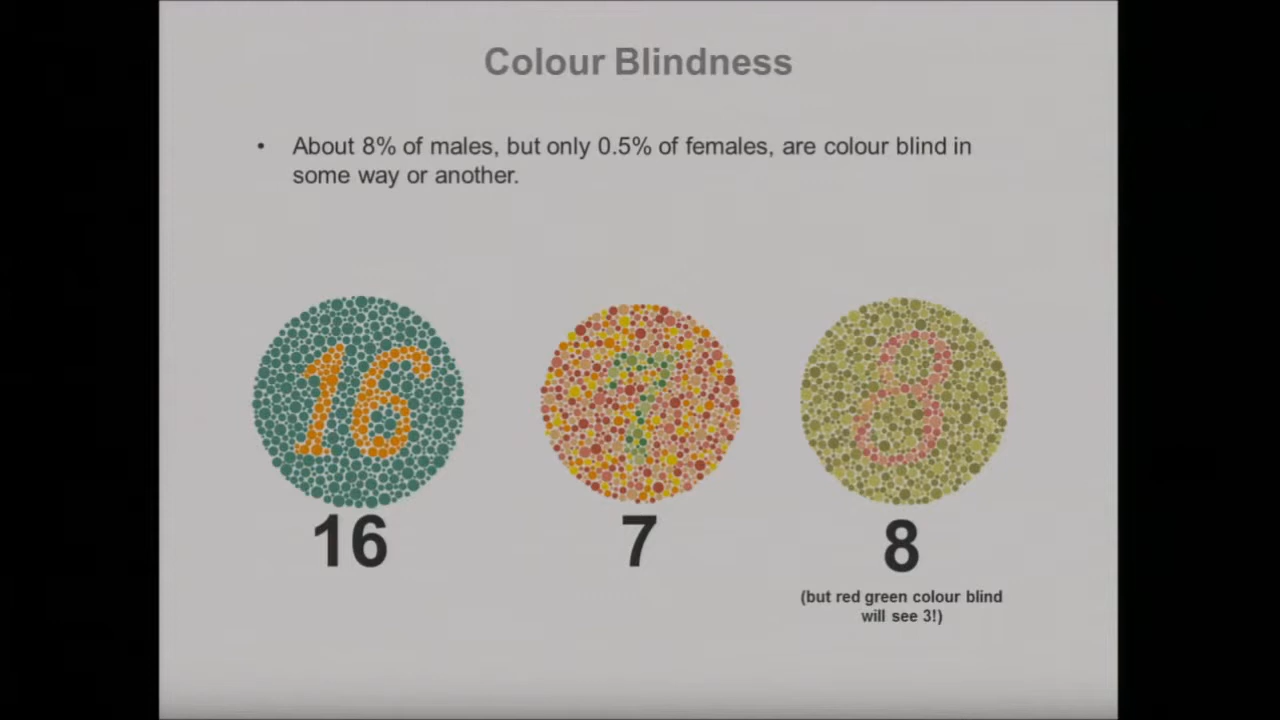 Colour Blindness
• About 8% of males, but only 0.5% of females, are colour blind in
some way or another.
16 7 8
16 7 8
(but red green colour blind
will see 3!)